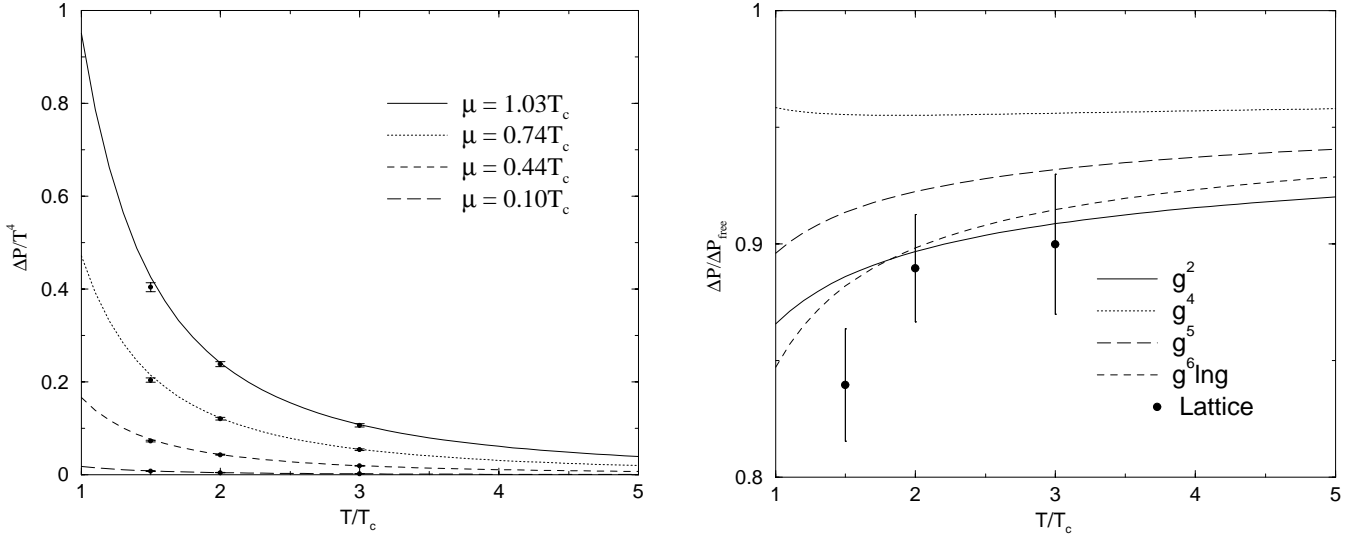 1
0.8
0.6
0.4
0.2
0
ΔP/T^4
1 2 3 4 5
T/T_c
μ = 1.03T_c
μ = 0.74T_c
μ = 0.44T_c
μ = 0.10T_c
1
0.9
0.8
ΔP/ΔP_free
1 2 3 4 5
T/T_c
g^2
g^4
g^5
g^6lng
Lattice